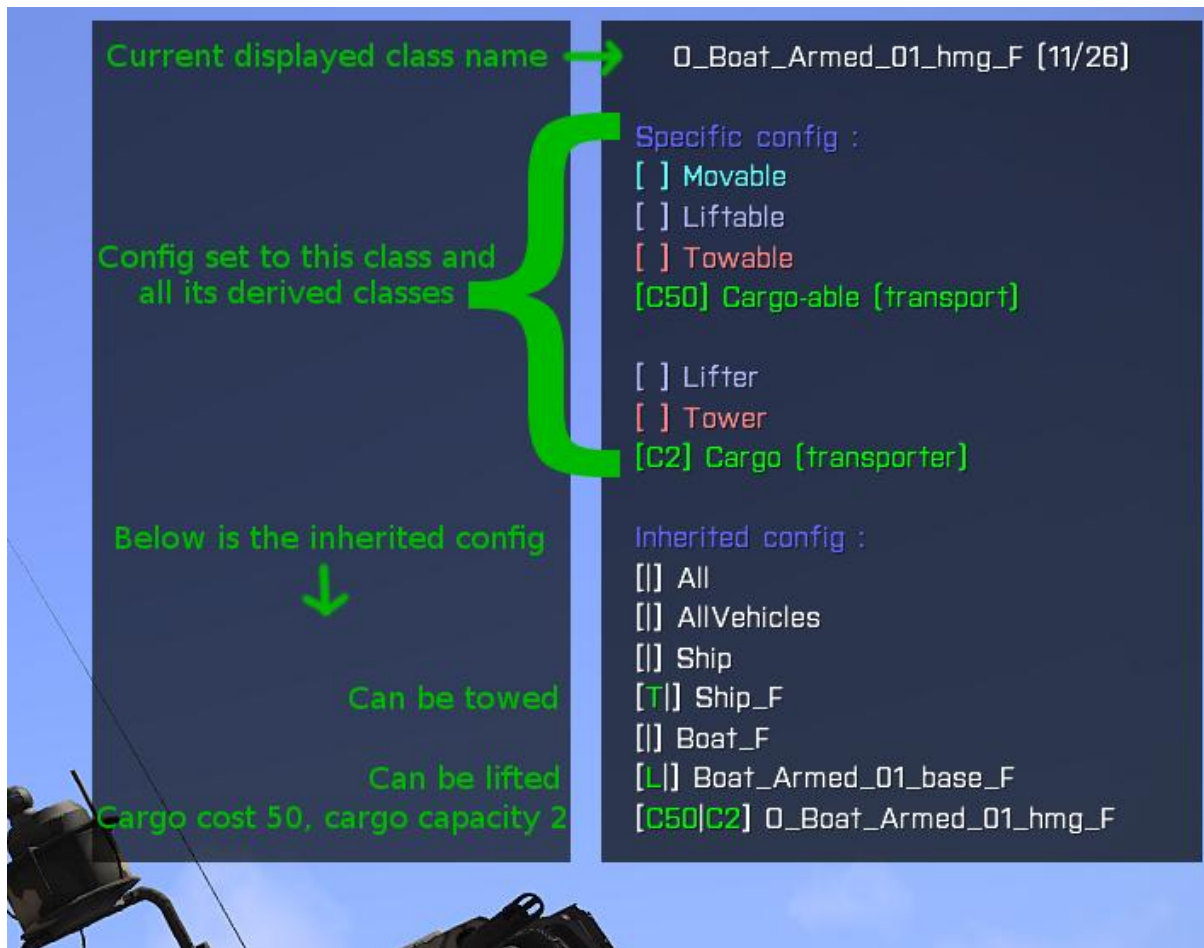 Current displayed class name
O_Boat_Armed_01_hmg_F (11/26)
Specific config :
[ ] Movable
[ ] Liftable
[ ] Towable
[C50] Cargo-able (transport)
[ ] Lifter
[ ] Tower
[C2] Cargo (transporter)
Config set to this class and
all its derived classes
Below is the inherited config
Inherited config :
[|] All
[|] AllVehicles
[|] Ship
Can be towed
[T|] Ship_F
[|] Boat_F
Can be lifted
[L|] Boat_Armed_01_base_F
Cargo cost 50, cargo capacity 2
[C50|C2] O_Boat_Armed_01_hmg_F